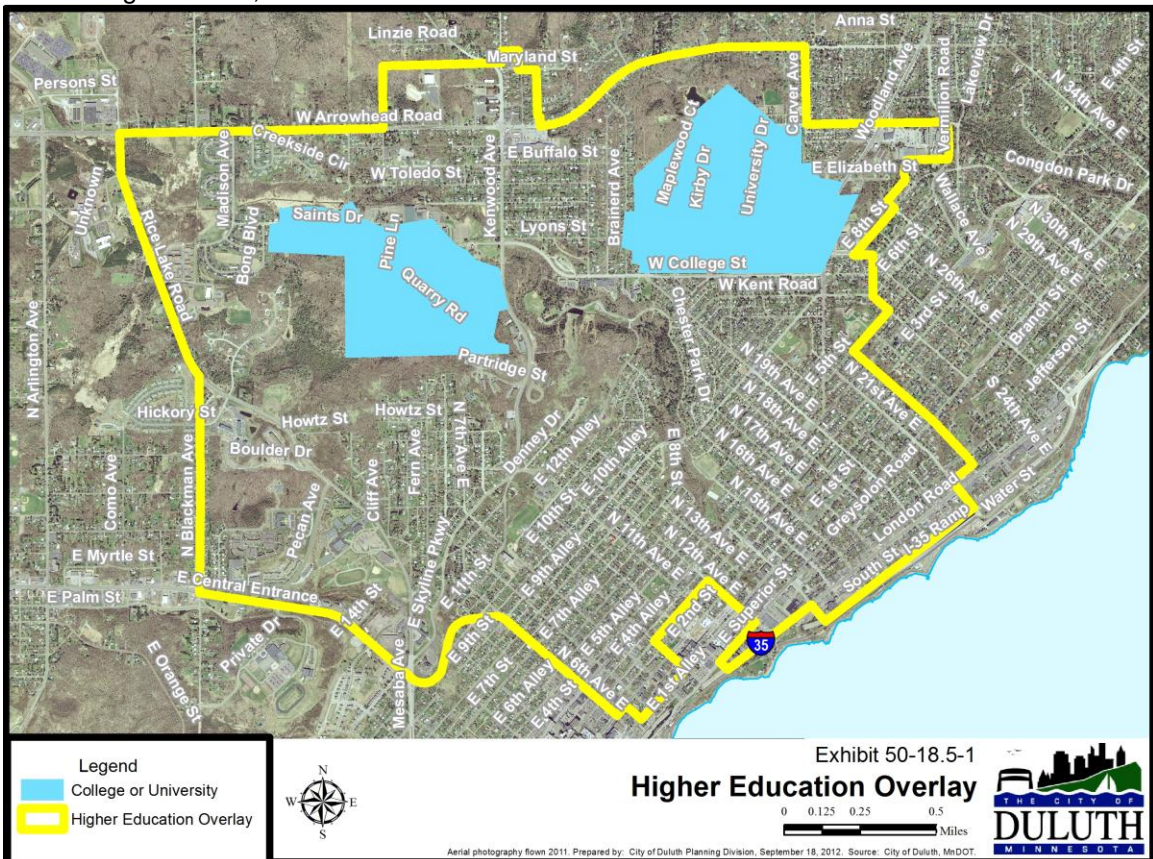 Anna St
Linzie Road
Maryland St
Persons St
Carver Ave
Woodland Ave
Vermilion Road
Lakeview Dr
N 34th Ave E
E 4th St
W Arrowhead Road
Creekside Cir
E Buffalo St
Maplewood Ct
Kirby Dr
University Dr
E Elizabeth St
Congdon Park Dr
Madison Ave
W Toledo St
Kenwood Ave
Brainerd Ave
Wallace Ave
Unknown
Saints Dr
Pine Ln
Lyons St
E 8th St
E 6th St
N 30th Ave E
N 29th Ave E
Rice Lake Road
Bong Blvd
Quarry Rd
W College St
W Kent Road
N 26th Ave E
E 3rd St
Branch St
Jefferson St
N Arlington Ave
Partridge St
Chester Park Dr
N 19th Ave E
E 5th St
N 21st Ave E
S 24th Ave E
Hickory St
Howtz St
Howtz St
N 7th Ave E
Denney Dr
E 12th Alley
E 10th Alley
E 8th St
N 18th Ave E
N 17th Ave E
N 16th Ave E
N 15th Ave E
E 1st St
Greysolon Road
London Road
Water St
I-35 Ramp
South St
Como Ave
N Blackman Ave
Boulder Dr
Pecan Ave
Cliff Ave
Fern Ave
E Skyline Pkwy
E 11th St
E 10th St
E 9th Alley
N 11th Ave E
N 13th Ave E
N 12th Ave E
E Myrtle St
E Palm St
E Central Entrance
E 14th St
Mesaba Ave
E 9th St
E 7th Alley
E 5th Alley
E 4th Alley
E 2nd St
E Superior St
35
Private Dr
E Orange St
E 7th St
E 6th Alley
E 4th St
N 6th Ave E
E 1st Alley
Legend
College or University
Higher Education Overlay
N
W E
S
Exhibit 50-18.5-1
Higher Education Overlay
0 0.125 0.25 0.5
Miles
THE CITY OF
DULUTH
MINNESOTA
Aerial photography flown 2011. Prepared by: City of Duluth Planning Division, September 18, 2012. Source: City of Duluth, MnDOT.